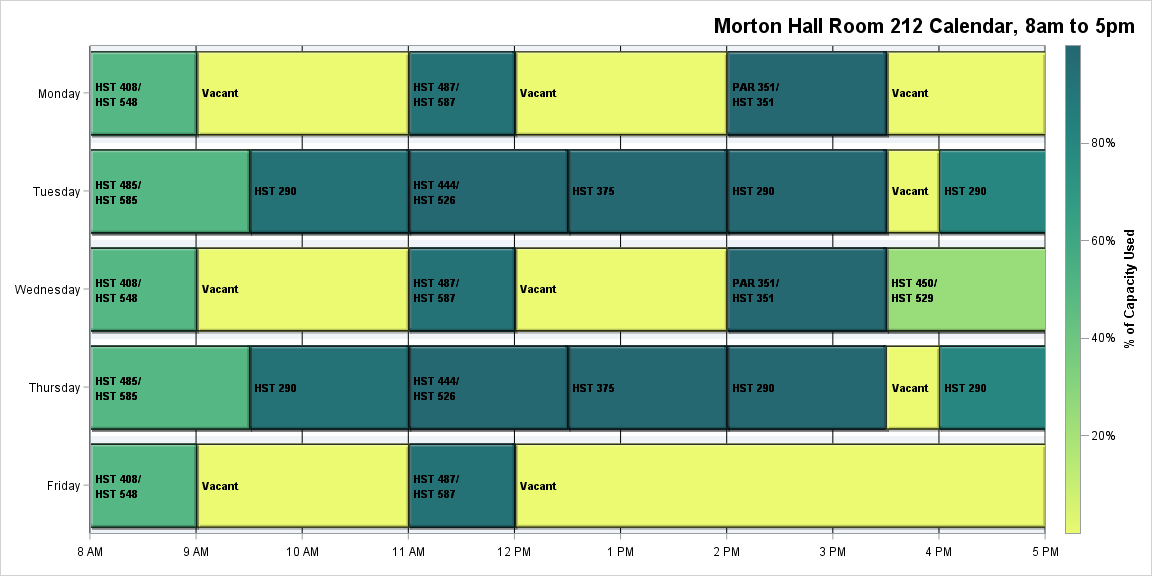 Morton Hall Room 212 Calendar, 8am to 5pm
Monday
HST 408/
HST 548
Vacant
HST 487/
HST 587
Vacant
PAR 351/
HST 351
Vacant
Tuesday
HST 485/
HST 585
HST 290
HST 444/
HST 526
HST 375
HST 290
Vacant
HST 290
Wednesday
HST 408/
HST 548
Vacant
HST 487/
HST 587
Vacant
PAR 351/
HST 351
HST 450/
HST 529
Thursday
HST 485/
HST 585
HST 290
HST 444/
HST 526
HST 375
HST 290
Vacant
HST 290
Friday
HST 408/
HST 548
Vacant
HST 487/
HST 587
Vacant
8 AM
9 AM
10 AM
11 AM
12 PM
1 PM
2 PM
3 PM
4 PM
5 PM
80%
60%
40%
20%
% of Capacity Used